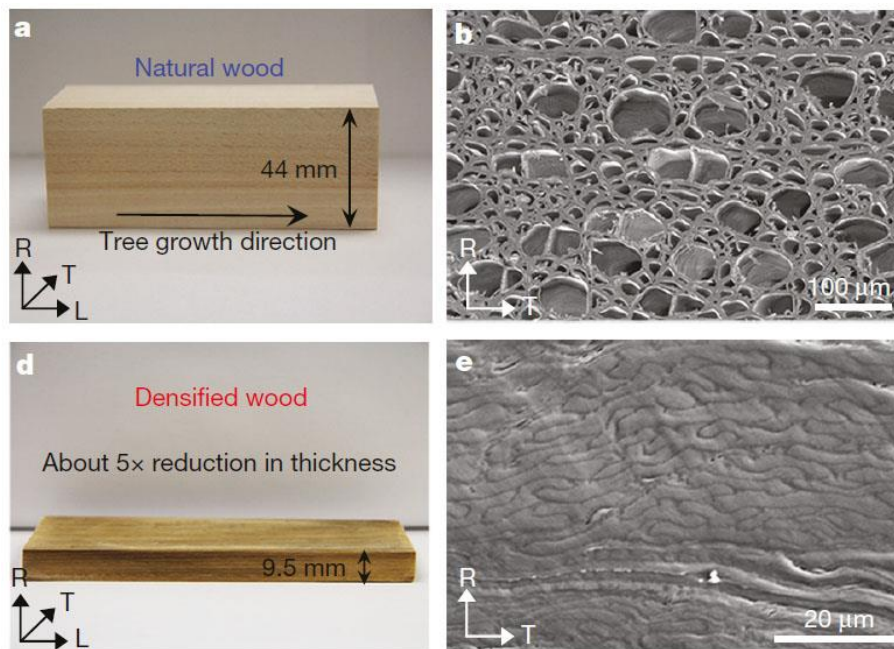 a
Natural wood
44 mm
Tree growth direction
R
T
L
b
R
T
100 μm
d
Densified wood
About 5× reduction in thickness
9.5 mm
R
T
L
e
R
T
20 μm